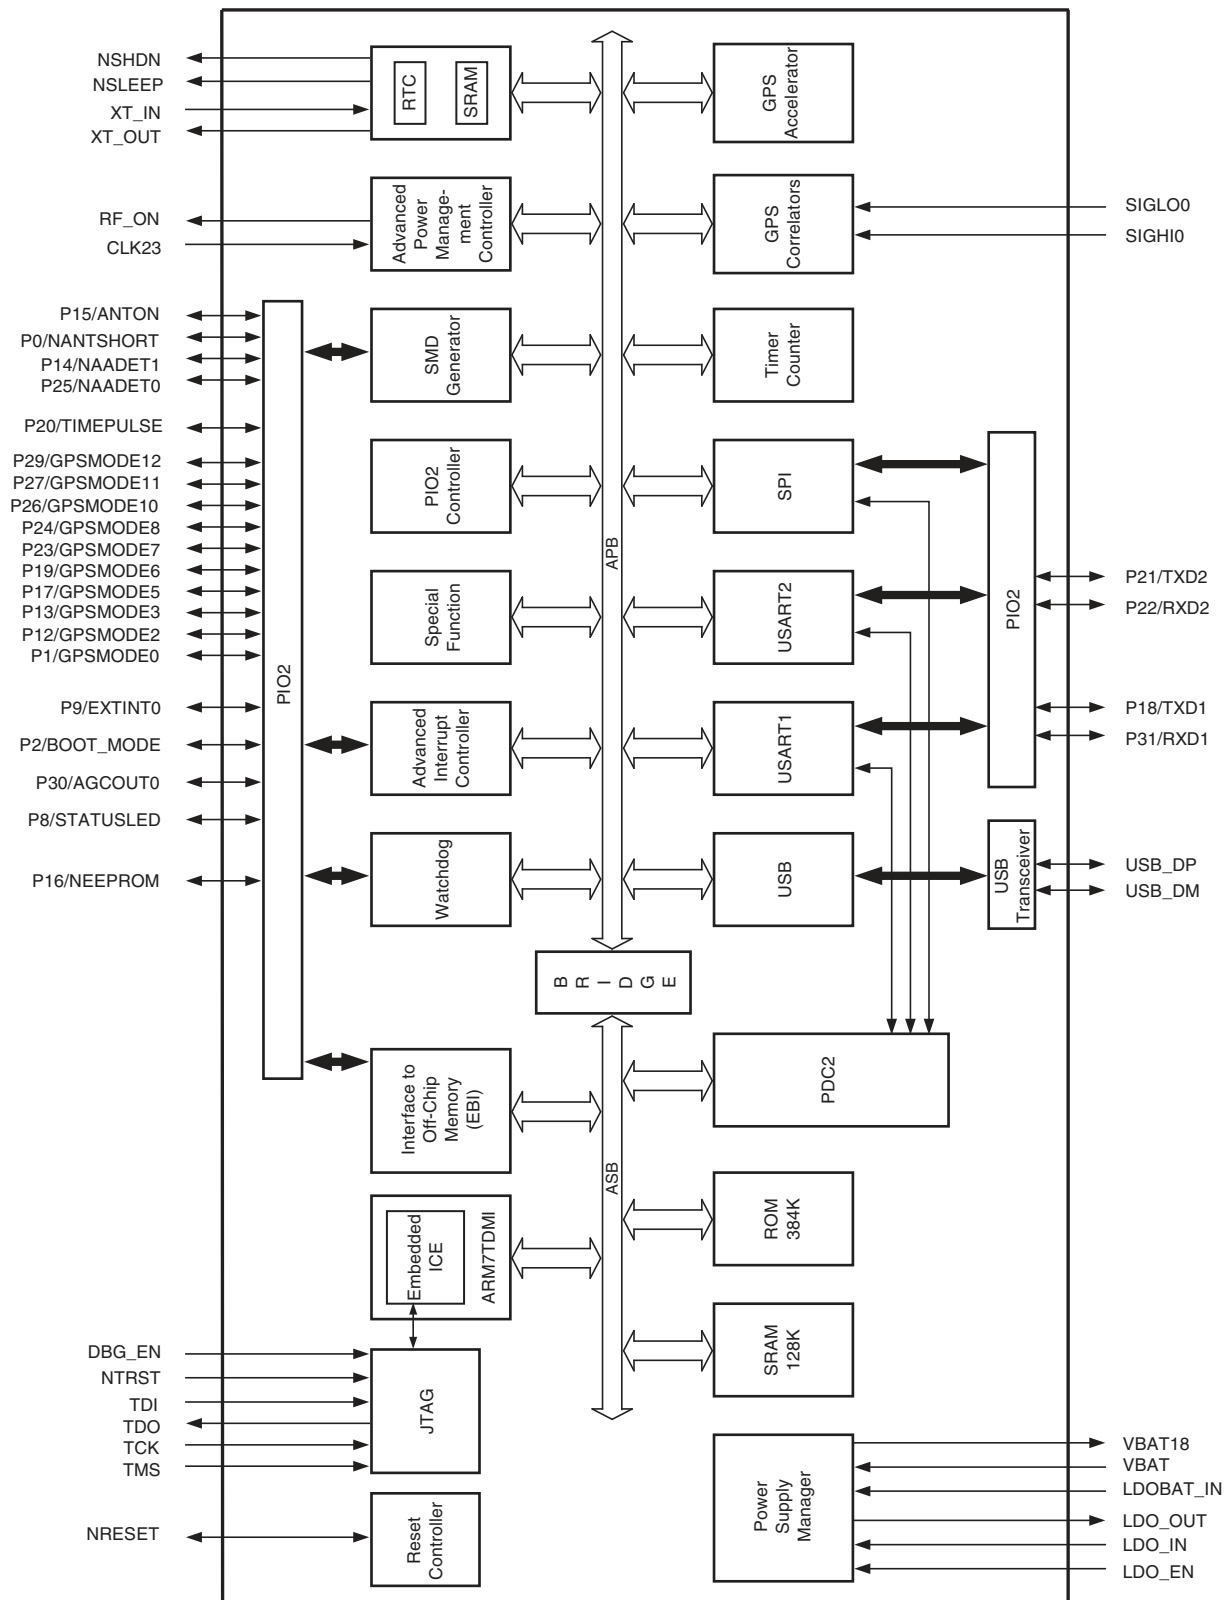 NSHDN
NSLEEP
XT_IN
XT_OUT
RF_ON
CLK23
P15/ANTON
P0/NANTSHORT
P14/NAADET1
P25/NAADET0
P20/TIMEPULSE
P29/GPSMODE12
P27/GPSMODE11
P26/GPSMODE10
P24/GPSMODE8
P23/GPSMODE7
P19/GPSMODE6
P17/GPSMODE5
P13/GPSMODE3
P12/GPSMODE2
P1/GPSMODE0
P9/EXTINT0
P2/BOOT_MODE
P30/AGCOUT0
P8/STATUSLED
P16/NEEPROM
DBG_EN
NTRST
TDI
TDO
TCK
TMS
NRESET
PIO2
RTC
SRAM
Advanced
Power
Manage-
ment
Controller
SMD
Generator
PIO2
Controller
Special
Function
Advanced
Interrupt
Controller
Watchdog
Interface to
Off-Chip
Memory
(EBI)
Embedded
ICE
ARM7TDMI
JTAG
Reset
Controller
APB
BRIDGE
ASB
GPS
Accelerator
GPS
Correlators
Timer
Counter
SPI
USART2
USART1
USB
PDC2
ROM
384K
SRAM
128K
Power
Supply
Manager
PIO2
USB
Transceiver
SIGLO0
SIGHI0
P21/TXD2
P22/RXD2
P18/TXD1
P31/RXD1
USB_DP
USB_DM
VBAT18
VBAT
LDOBAT_IN
LDO_OUT
LDO_IN
LDO_EN